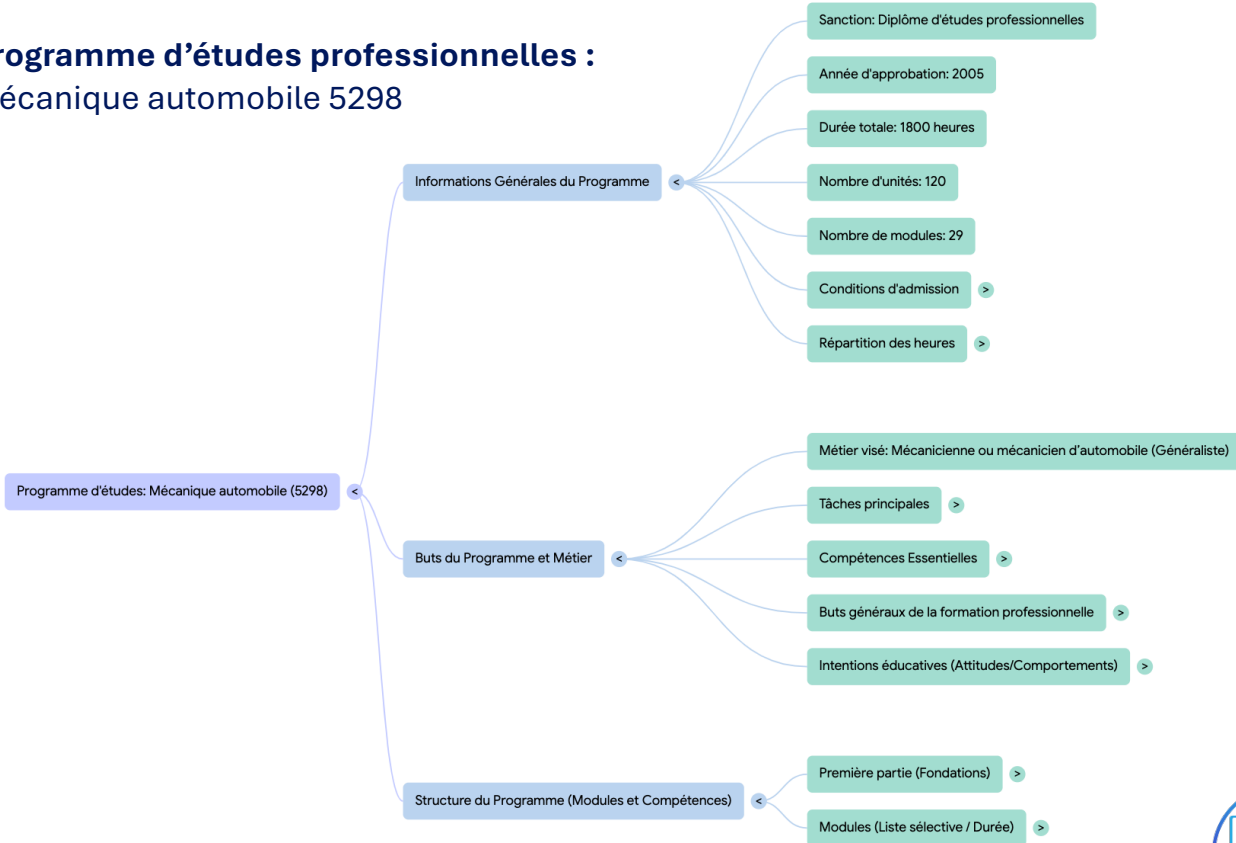 rogramme d’études professionnelles :
écanique automobile 5298
Programme d'études: Mécanique automobile (5298)
<
Informations Générales du Programme
<
Sanction: Diplôme d'études professionnelles
Année d'approbation: 2005
Durée totale: 1800 heures
Nombre d'unités: 120
Nombre de modules: 29
Conditions d'admission
>
Répartition des heures
>
Buts du Programme et Métier
<
Métier visé: Mécanicienne ou mécanicien d’automobile (Généraliste)
Tâches principales
>
Compétences Essentielles
>
Buts généraux de la formation professionnelle
>
Intentions éducatives (Attitudes/Comportements)
>
Structure du Programme (Modules et Compétences)
<
Première partie (Fondations)
>
Modules (Liste sélective / Durée)
>